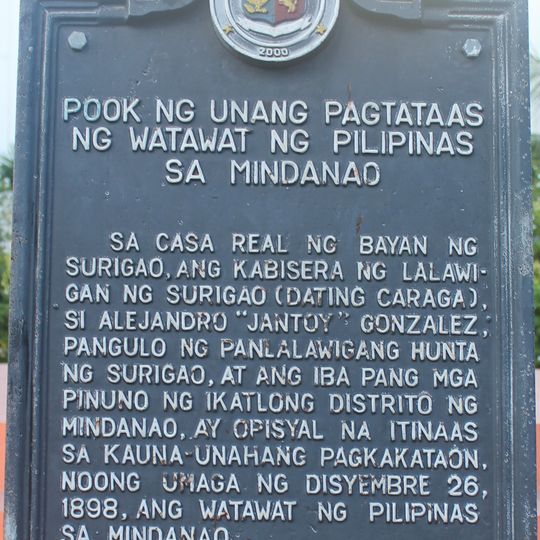 2000
POOK NG UNANG PAGTATAAS
NG WATAWAT NG PILIPINAS
SA MINDANAO
SA CASA REAL NG BAYAN NG
SURIGAO, ANG KABISERA NG LALAWI-
GAN NG SURIGAO (DATING CARAGA),
SI ALEJANDRO "JANTOY" GONZALEZ,
PANGULO NG PANLALAWIGANG HUNTA
NG SURIGAO, AT ANG IBA PANG MGA
PINUNO NG IKATLONG DISTRITO NG
MINDANAO, AY OPISYAL NA ITINAAS
SA KAUNA-UNAHANG PAGKAKATAON,
NOONG UMAGA NG DISYEMBRE 26,
1898, ANG WATAWAT NG PILIPINAS
SA MINDANAO.